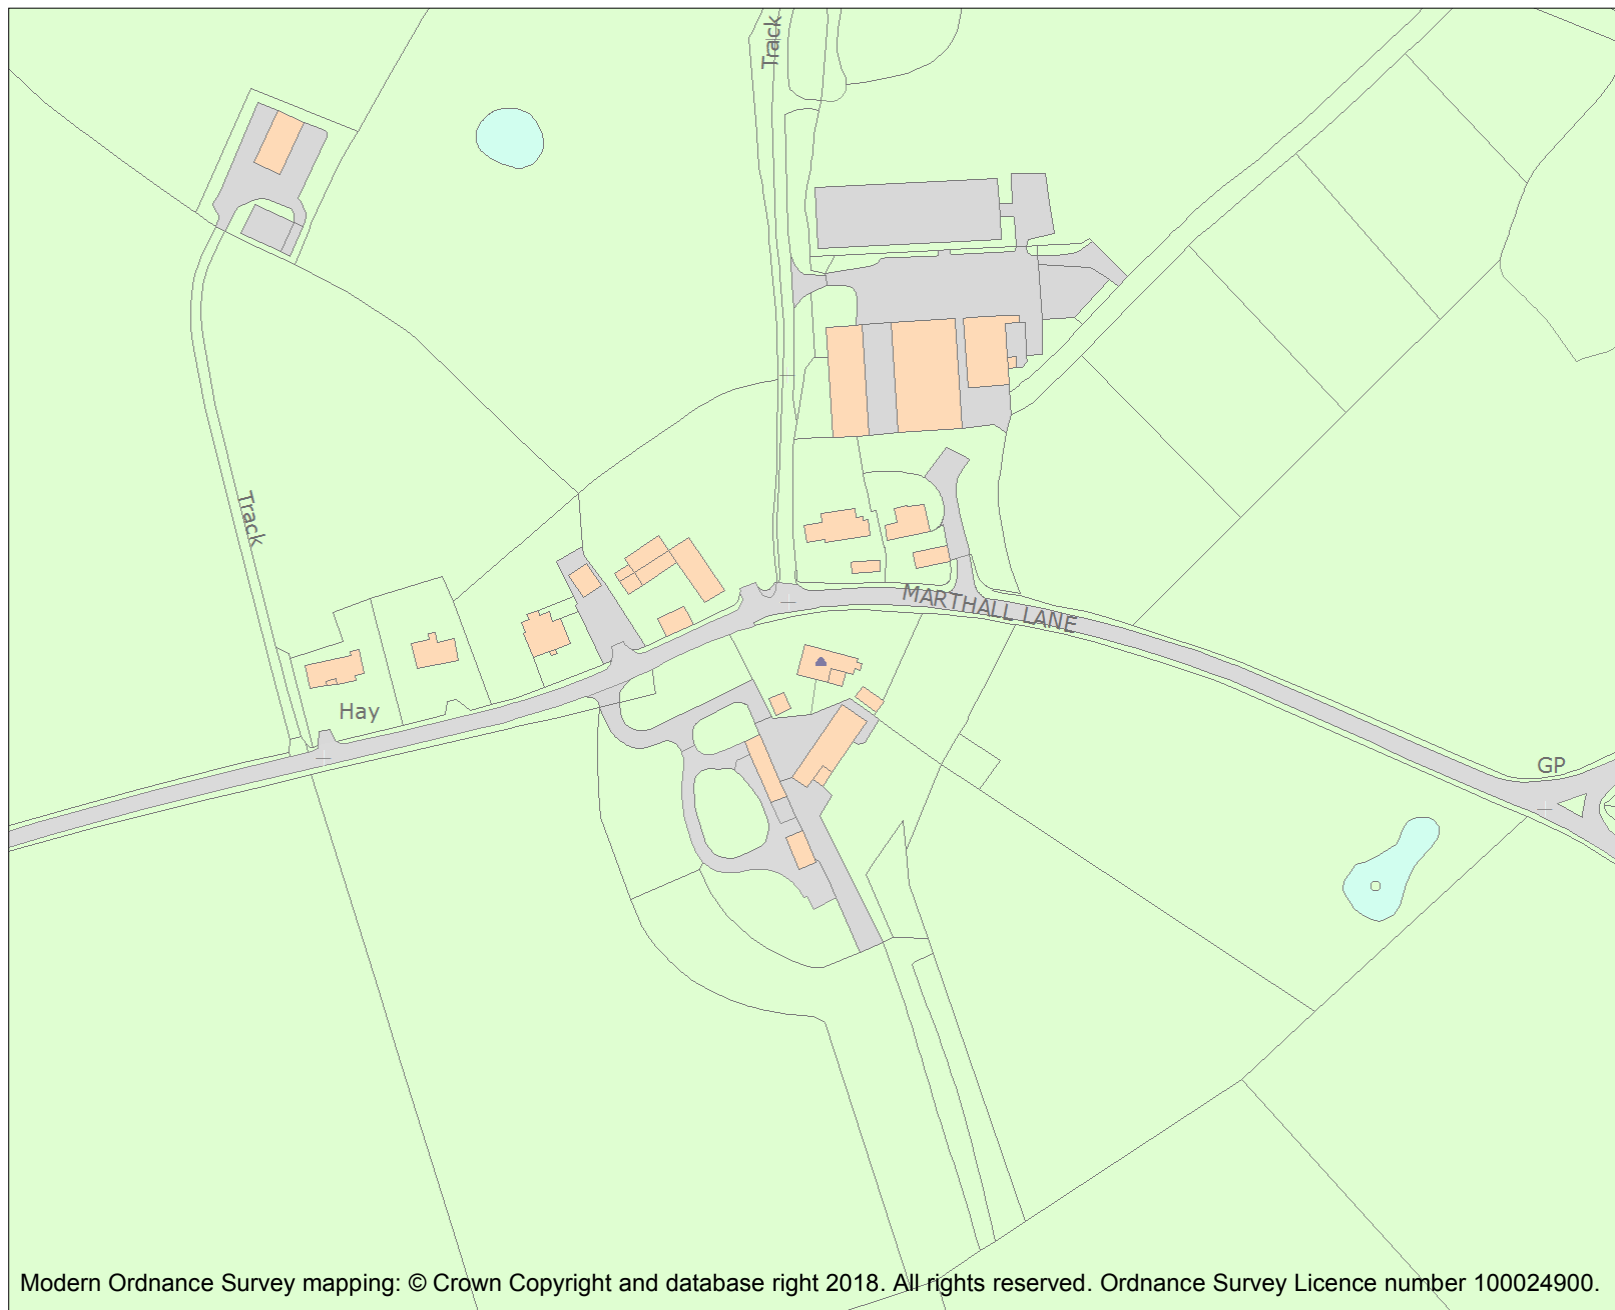 Track
Track
MARTHALL LANE
Hay
GP
Modern Ordnance Survey mapping: © Crown Copyright and database right 2018. All rights reserved. Ordnance Survey Licence number 100024900.